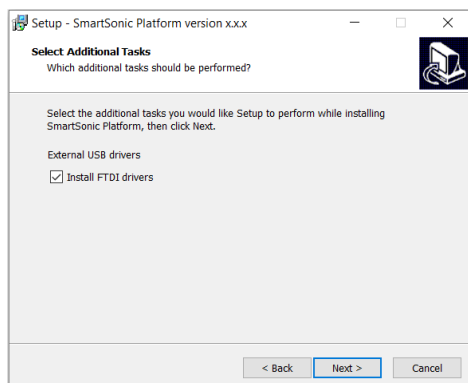 Setup - SmartSonic Platform version x.x.x
Select Additional Tasks
Which additional tasks should be performed?
Select the additional tasks you would like Setup to perform while installing
SmartSonic Platform, then click Next.
External USB drivers
Install FTDI drivers
< Back Next > Cancel